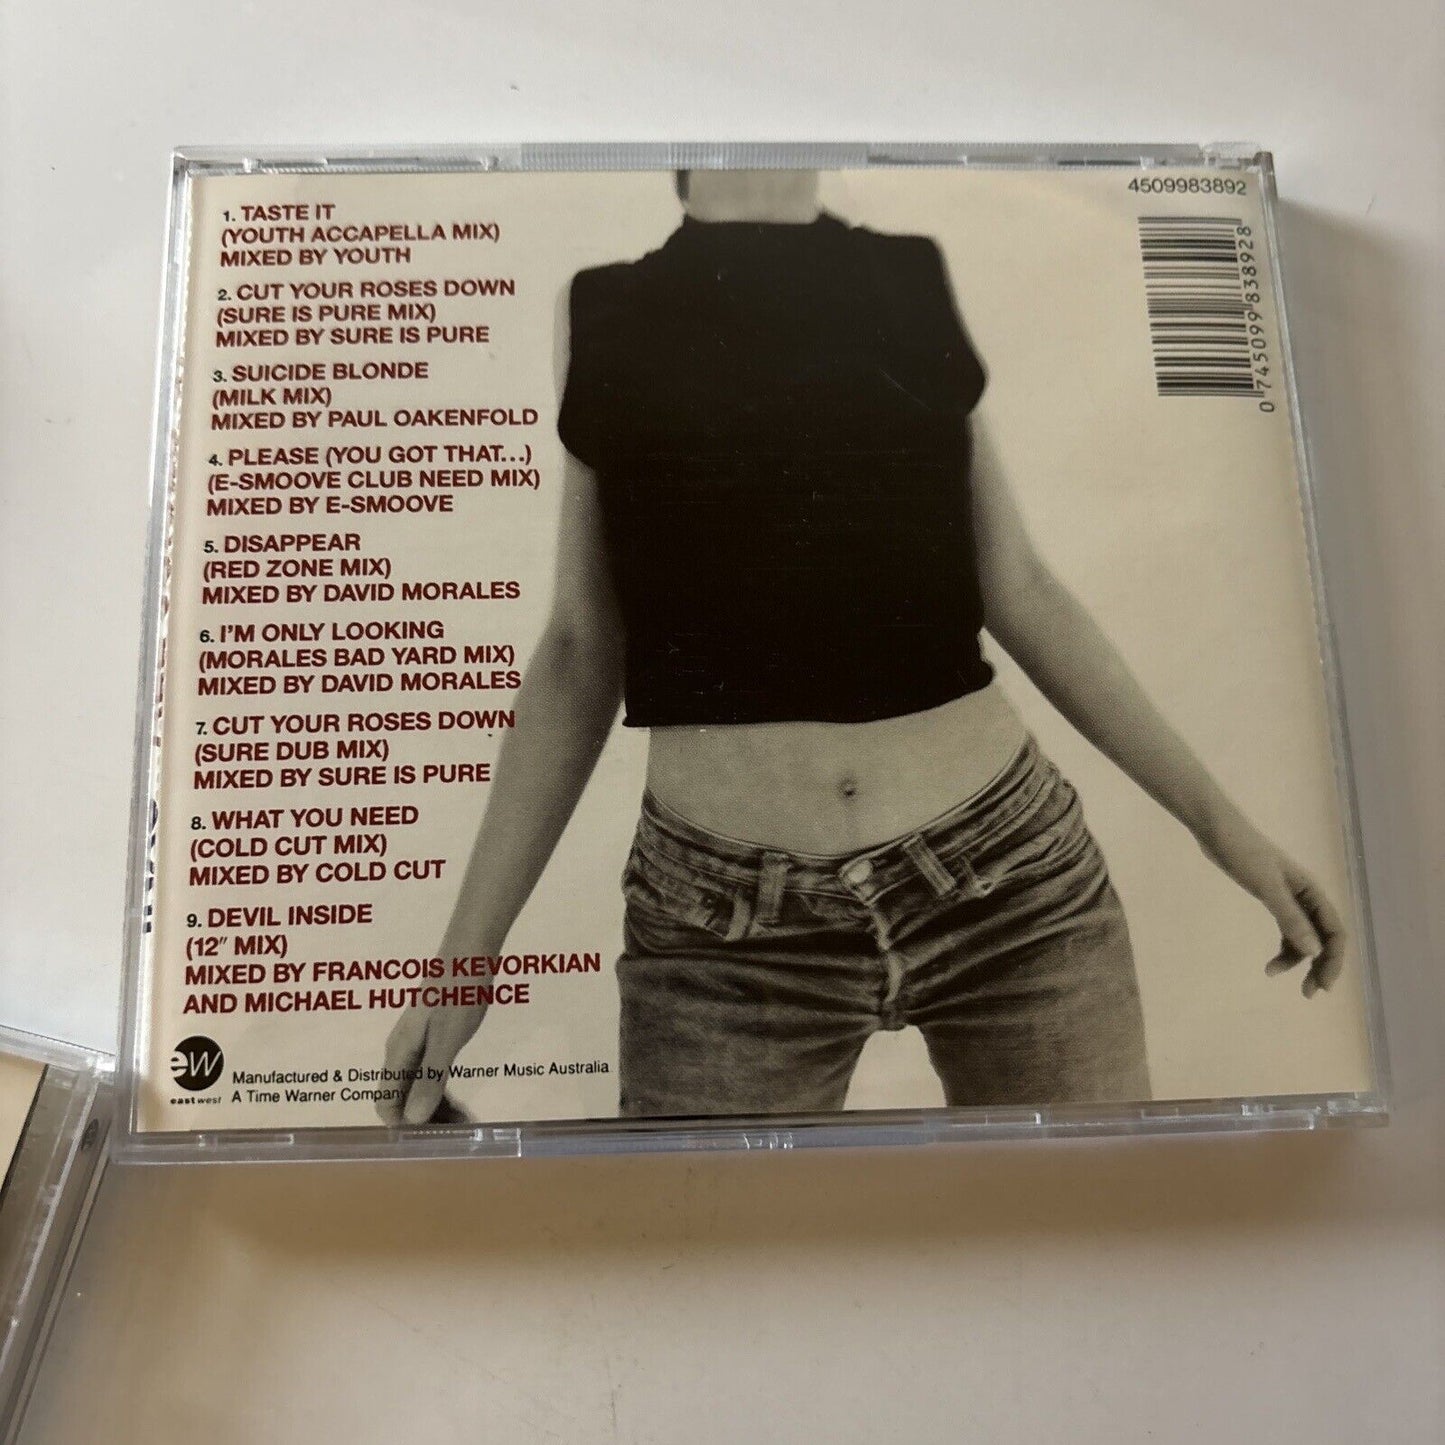 4509983892
0 745099 838928
1. TASTE IT
(YOUTH ACCAPELLA MIX)
MIXED BY YOUTH
2. CUT YOUR ROSES DOWN
(SURE IS PURE MIX)
MIXED BY SURE IS PURE
3. SUICIDE BLONDE
(MILK MIX)
MIXED BY PAUL OAKENFOLD
4. PLEASE (YOU GOT THAT...)
(E-SMOOVE CLUB NEED MIX)
MIXED BY E-SMOOVE
5. DISAPPEAR
(RED ZONE MIX)
MIXED BY DAVID MORALES
6. I'M ONLY LOOKING
(MORALES BAD YARD MIX)
MIXED BY DAVID MORALES
7. CUT YOUR ROSES DOWN
(SURE DUB MIX)
MIXED BY SURE IS PURE
8. WHAT YOU NEED
(COLD CUT MIX)
MIXED BY COLD CUT
9. DEVIL INSIDE
(12″ MIX)
MIXED BY FRANCOIS KEVORKIAN
AND MICHAEL HUTCHENCE
ew
eastwest
Manufactured & Distributed by Warner Music Australia
A Time Warner Company